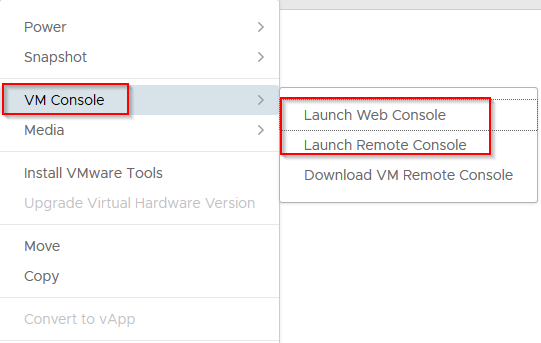 Power
Snapshot
VM Console
Media
Install VMware Tools
Upgrade Virtual Hardware Version
Move
Copy
Convert to vApp
Launch Web Console
Launch Remote Console
Download VM Remote Console